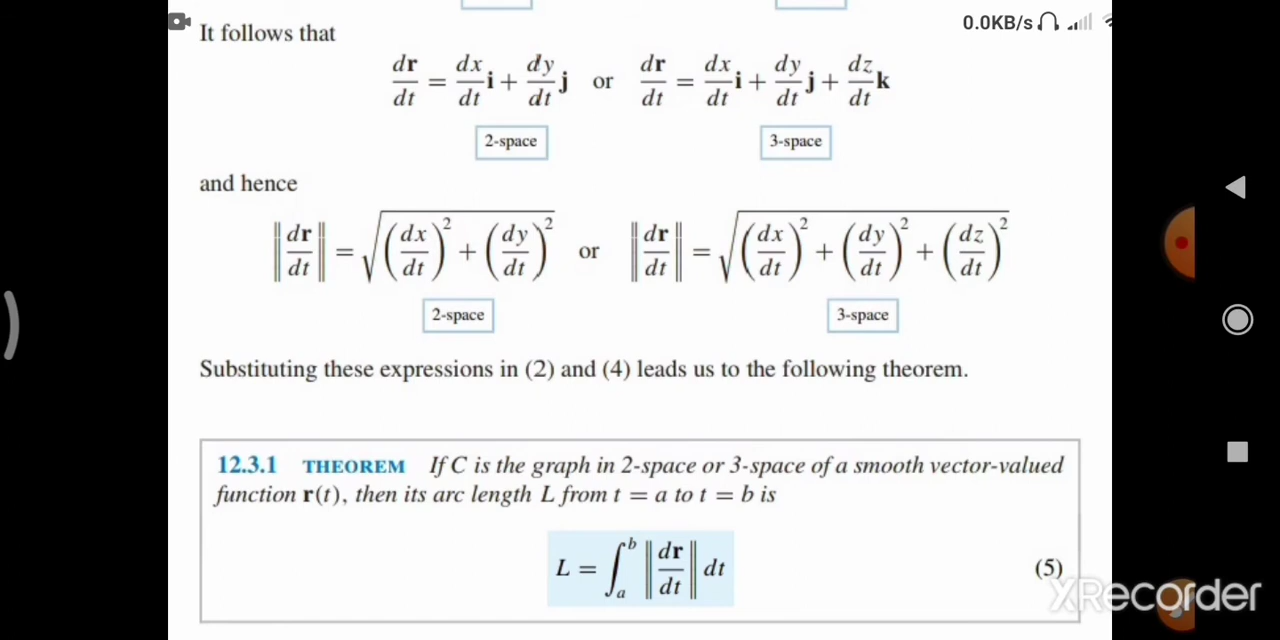 0.0KB/s
It follows that
dr/dt = dx/dt i + dy/dt j or dr/dt = dx/dt i + dy/dt j + dz/dt k
2-space 3-space
and hence
‖dr/dt‖ = √((dx/dt)² + (dy/dt)²) or ‖dr/dt‖ = √((dx/dt)² + (dy/dt)² + (dz/dt)²)
2-space 3-space
Substituting these expressions in (2) and (4) leads us to the following theorem.
12.3.1 THEOREM If C is the graph in 2-space or 3-space of a smooth vector-valued
function r(t), then its arc length L from t = a to t = b is
L = ∫ₐᵇ ‖dr/dt‖ dt (5)
XRecorder